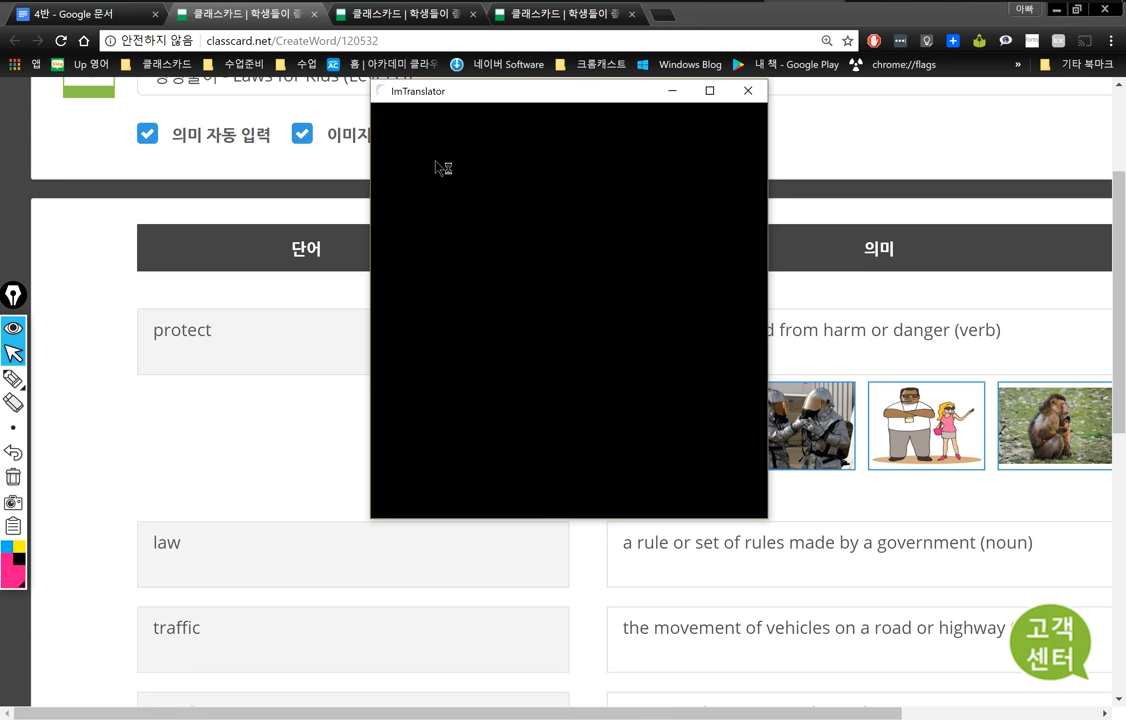 4반 - Google 문서
클래스카드 | 학생들이 좋
클래스카드 | 학생들이 좋
클래스카드 | 학생들이 좋
아빠
안전하지 않음
classcard.net/CreateWord/120532
앱
Up 영어
클래스카드
수업준비
수업
홈 | 아카데미 클라우
네이버 Software
크롬캐스트
Windows Blog
내 책 - Google Play
chrome://flags
»
기타 북마크
ImTranslator
의미 자동 입력
이미지
단어
의미
protect
d from harm or danger (verb)
law
a rule or set of rules made by a government (noun)
traffic
the movement of vehicles on a road or highway
고객
센터